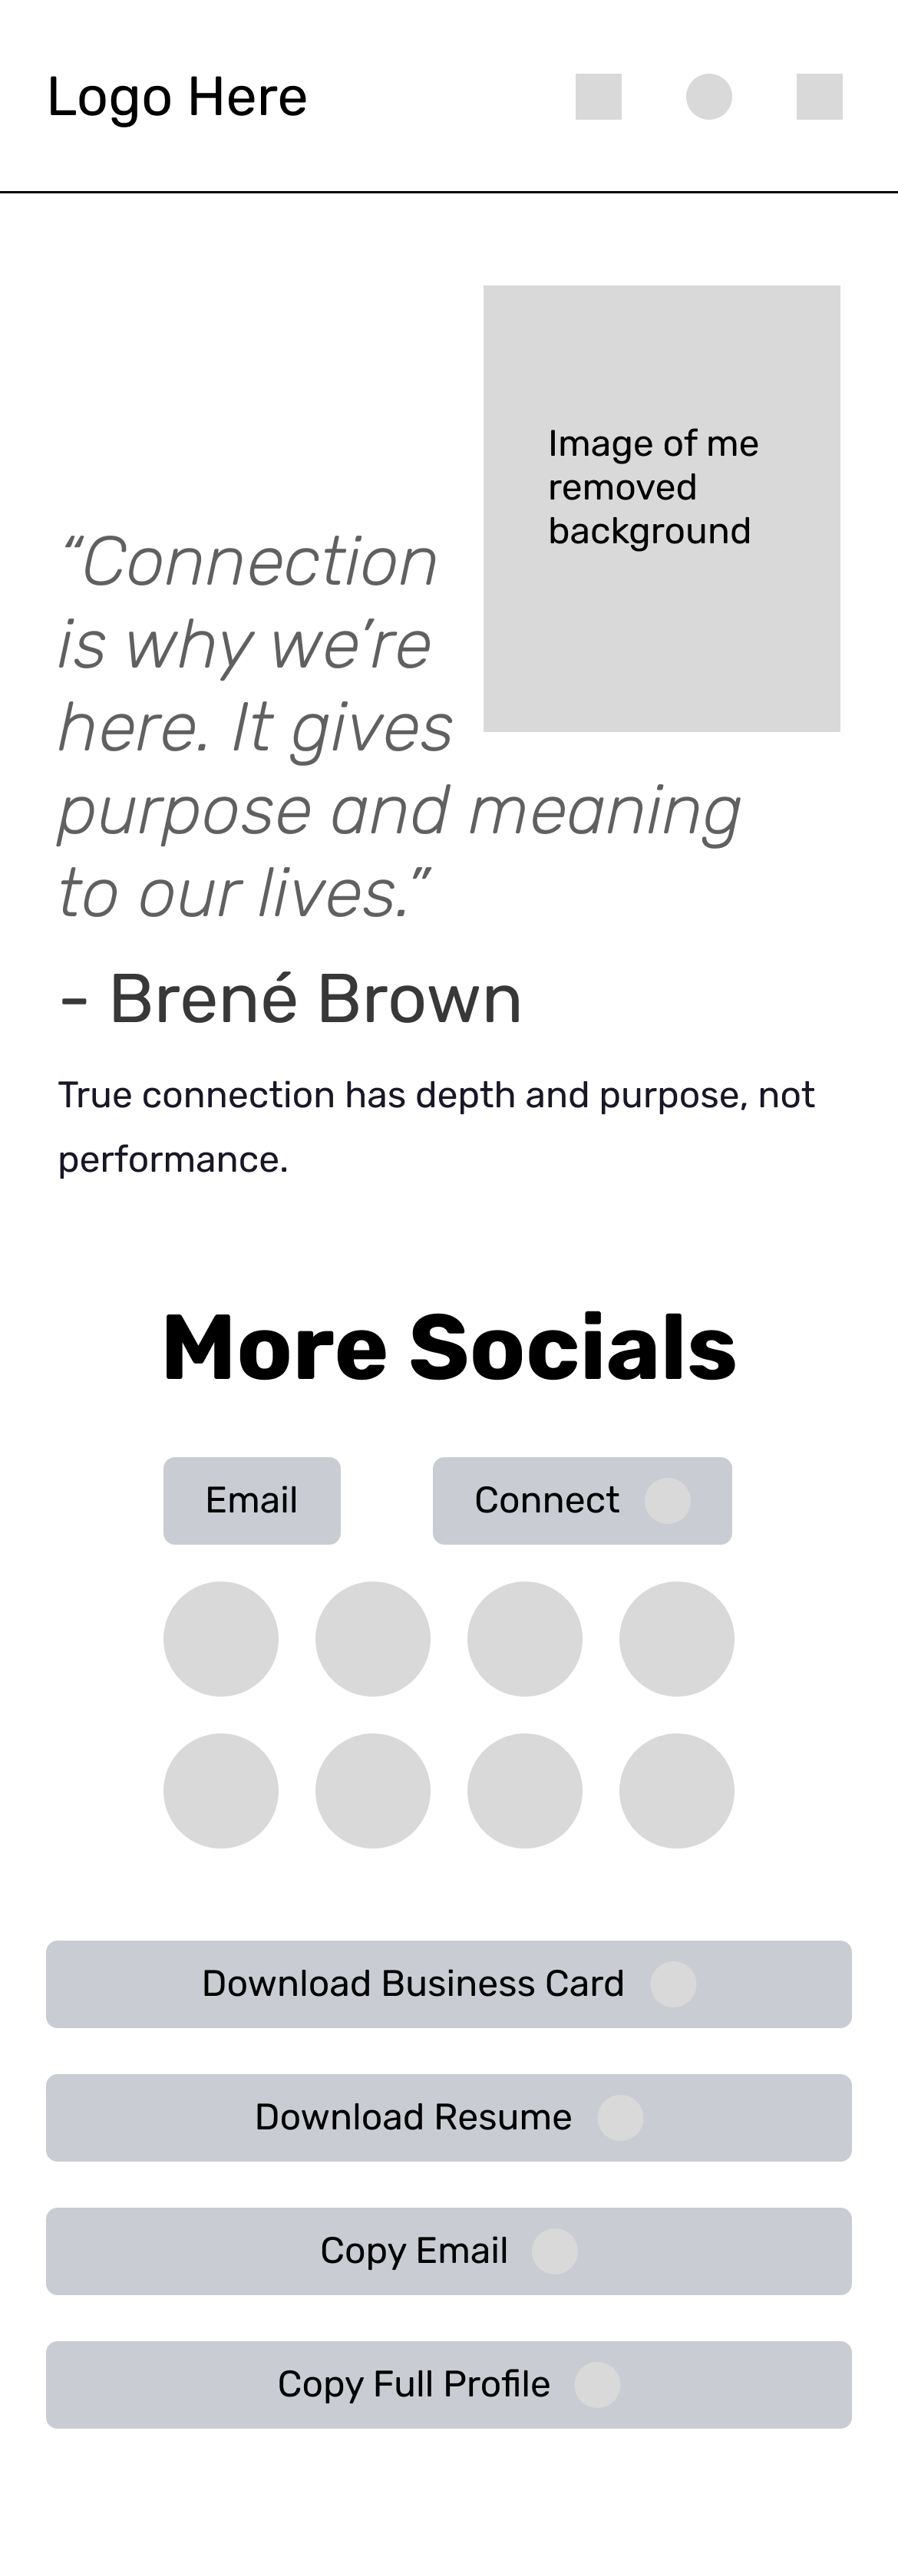 Logo Here
Image of me
removed
background
“Connection
is why we’re
here. It gives
purpose and meaning
to our lives.”
- Brené Brown
True connection has depth and purpose, not
performance.
More Socials
Email
Connect
Download Business Card
Download Resume
Copy Email
Copy Full Profile